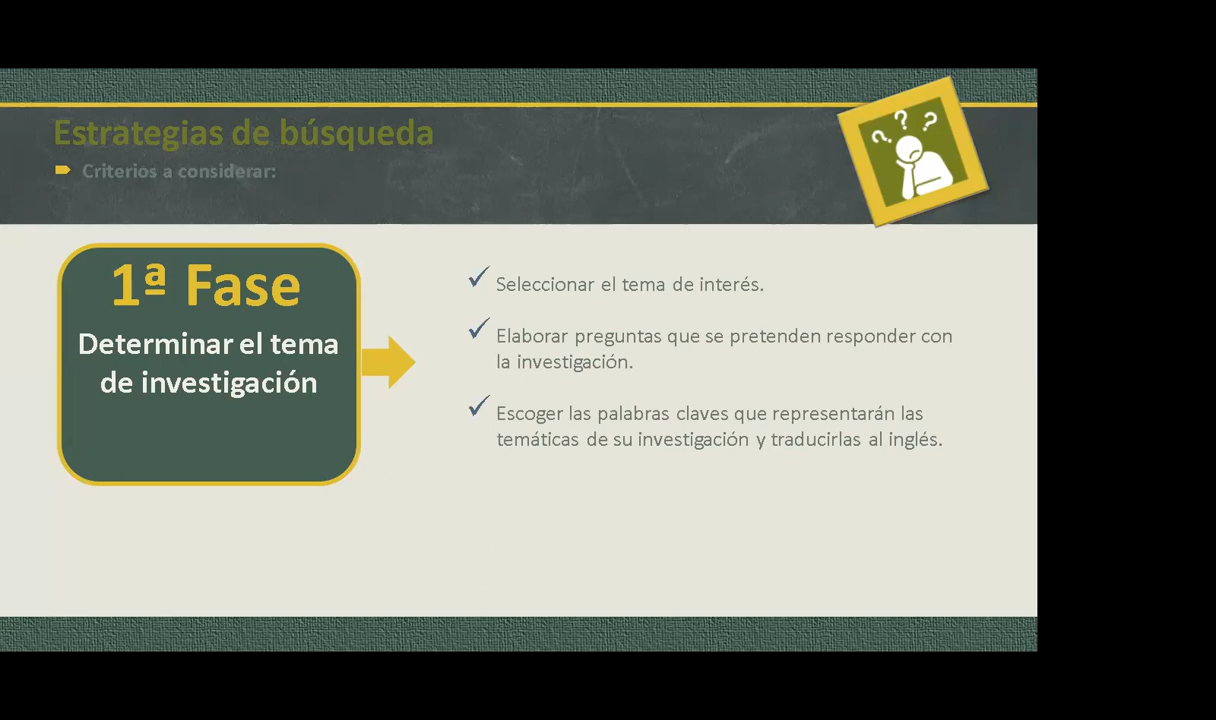 Estrategias de búsqueda
Criterios a considerar:
1ª Fase
Determinar el tema
de investigación
Seleccionar el tema de interés.
Elaborar preguntas que se pretenden responder con
la investigación.
Escoger las palabras claves que representarán las
temáticas de su investigación y traducirlas al inglés.